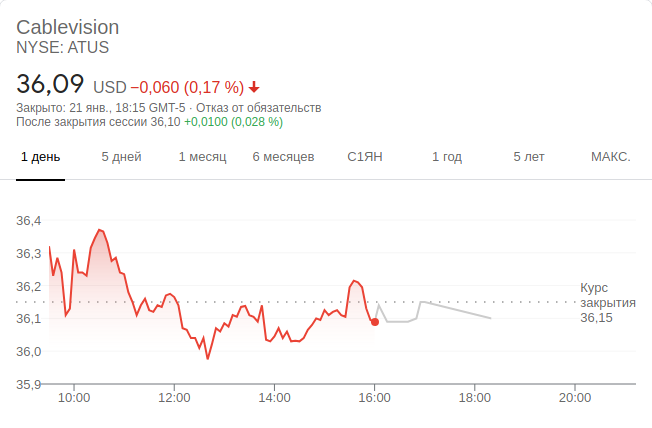 Cablevision
NYSE: ATUS
36,09 USD −0,060 (0,17 %)
Закрыто: 21 янв., 18:15 GMT-5 · Отказ от обязательств
После закрытия сессии 36,10 +0,0100 (0,028 %)
1 день 5 дней 1 месяц 6 месяцев С1ЯН 1 год 5 лет МАКС.
36,4
36,3
36,2
36,1
36,0
35,9
Курс
закрытия
36,15
10:00 12:00 14:00 16:00 18:00 20:00